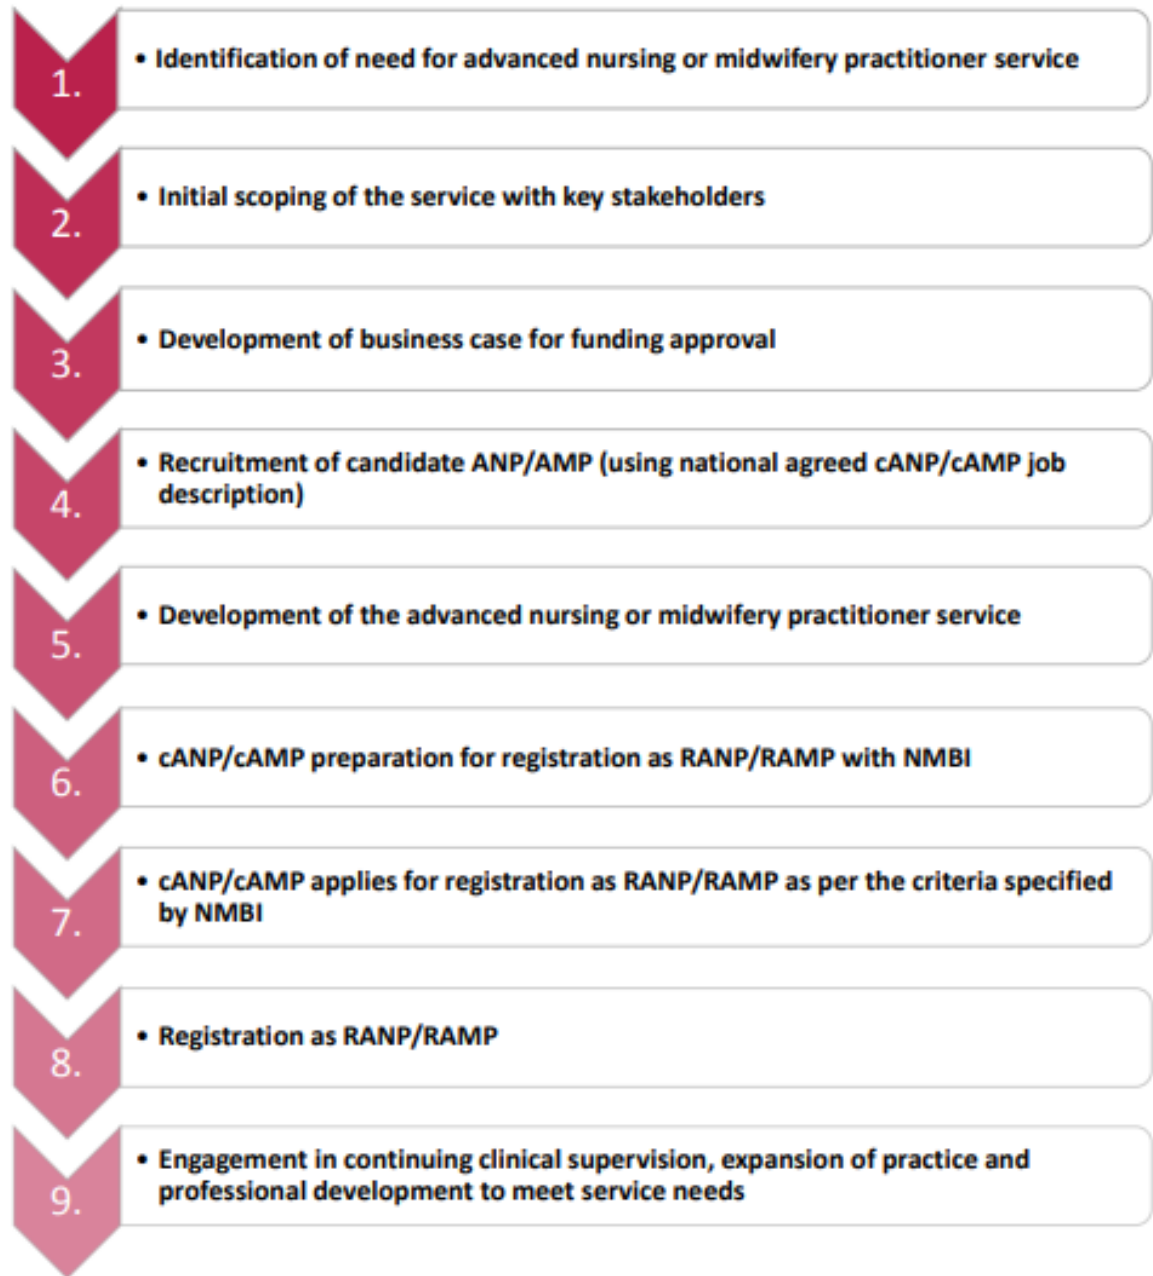 1.
• Identification of need for advanced nursing or midwifery practitioner service
2.
• Initial scoping of the service with key stakeholders
3.
• Development of business case for funding approval
4.
• Recruitment of candidate ANP/AMP (using national agreed cANP/cAMP job
description)
5.
• Development of the advanced nursing or midwifery practitioner service
6.
• cANP/cAMP preparation for registration as RANP/RAMP with NMBI
7.
• cANP/cAMP applies for registration as RANP/RAMP as per the criteria specified
by NMBI
8.
• Registration as RANP/RAMP
9.
• Engagement in continuing clinical supervision, expansion of practice and
professional development to meet service needs